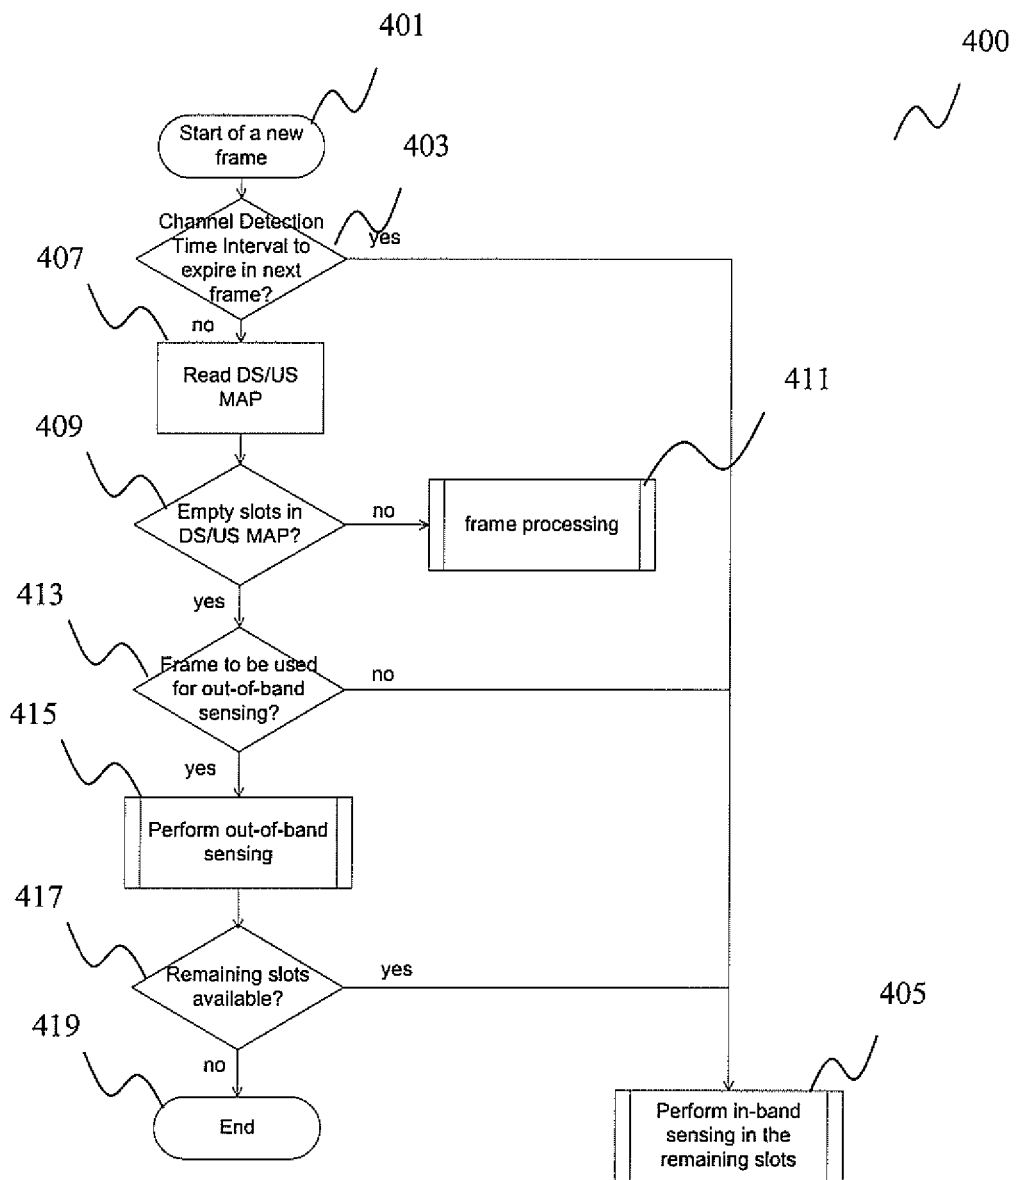 401
400
Start of a new
frame
403
Channel Detection
Time Interval to
expire in next
frame?
yes
407
no
Read DS/US
MAP
411
409
Empty slots in
DS/US MAP?
no
frame processing
yes
413
Frame to be used
for out-of-band
sensing?
no
415
yes
Perform out-of-band
sensing
417
Remaining slots
available?
yes
405
419
no
End
Perform in-band
sensing in the
remaining slots